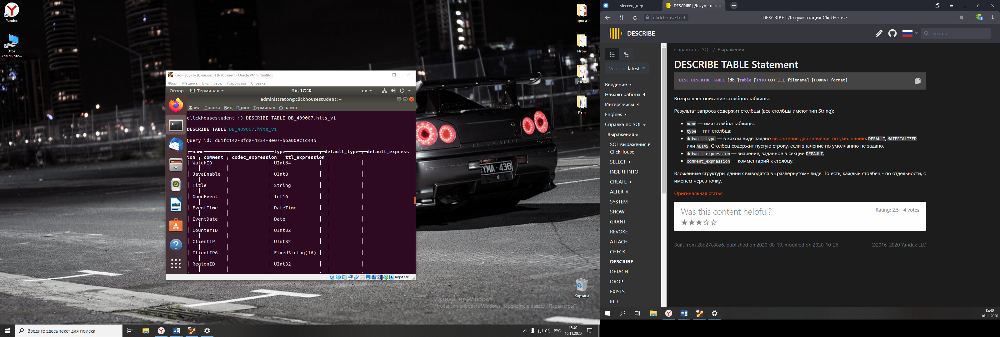 Yandex
Этот
компьюте...
проги
Игры
учеба
Катя
Корзина
Клон убунту (Снимок 1) [Работает] - Oracle VM VirtualBox
Файл Машина Вид Ввод Устройства Справка
Обзор Терминал Пн, 17:40 en
administrator@clickhousestudent: ~
Файл Правка Вид Поиск Терминал Справка
clickhousestudent :) DESCRIBE TABLE DB_409007.hits_v1
DESCRIBE TABLE DB_409007.hits_v1
Query id: d61fc142-3fda-4234-8e07-b6a009c1c44b
name type default_type default_express
ion comment codec_expression ttl_expression
WatchID UInt64
JavaEnable UInt8
Title String
GoodEvent Int16
EventTime DateTime
EventDate Date
CounterID UInt32
ClientIP UInt32
ClientIP6 FixedString(16)
RegionID UInt32
Right Ctrl
YMA·438
Активация Windows
Чтобы активировать Windows, перейдите в раздел "Параметры".
Введите здесь текст для поиска
РУС
15:40
16.11.2020
Мессенджер
DESCRIBE | Документац
clickhouse.tech
DESCRIBE | Документация ClickHouse
DESCRIBE
Search
Version: latest
Введение
Начало работы
Интерфейсы
Engines
Справка по SQL
Выражения
SQL выражения в
ClickHouse
SELECT
INSERT INTO
CREATE
ALTER
SYSTEM
SHOW
GRANT
REVOKE
ATTACH
CHECK
DESCRIBE
DETACH
DROP
EXISTS
KILL
Справка по SQL / Выражения
DESCRIBE TABLE Statement
DESC DESCRIBE TABLE [db.]table [INTO OUTFILE filename] [FORMAT format]
Возвращает описание столбцов таблицы.
Результат запроса содержит столбцы (все столбцы имеют тип String):
name — имя столбца таблицы;
type— тип столбца;
default_type — в каком виде задано выражение для значения по умолчанию: DEFAULT, MATERIALIZED
или ALIAS. Столбец содержит пустую строку, если значение по умолчанию не задано.
default_expression — значение, заданное в секции DEFAULT;
comment_expression — комментарий к столбцу.
Вложенные структуры данных выводятся в «развёрнутом» виде. То есть, каждый столбец - по отдельности, с
именем через точку.
Оригинальная статья
Was this content helpful?
Rating: 2.5 - 4 votes
Built from 28d27c88a6, published on 2020-08-10, modified on 2020-10-26
©2016–2020 Yandex LLC
15:40
16.11.2020